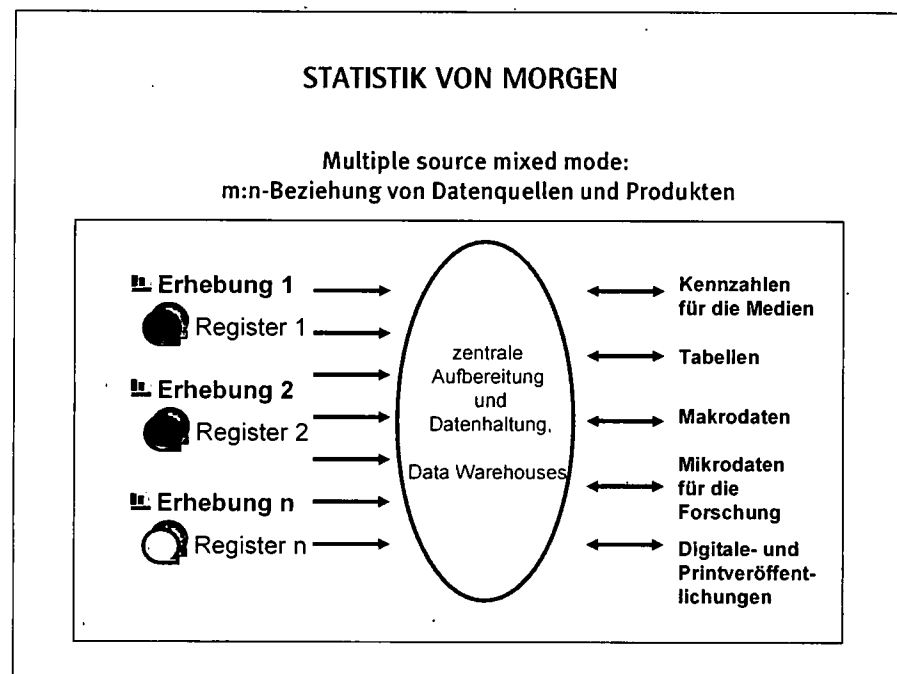 STATISTIK VON MORGEN
Multiple source mixed mode:
m:n-Beziehung von Datenquellen und Produkten
Erhebung 1
Register 1
Erhebung 2
Register 2
Erhebung n
Register n
zentrale
Aufbereitung
und
Datenhaltung,
Data Warehouses
Kennzahlen
für die Medien
Tabellen
Makrodaten
Mikrodaten
für die
Forschung
Digitale- und
Printveröffent-
lichungen